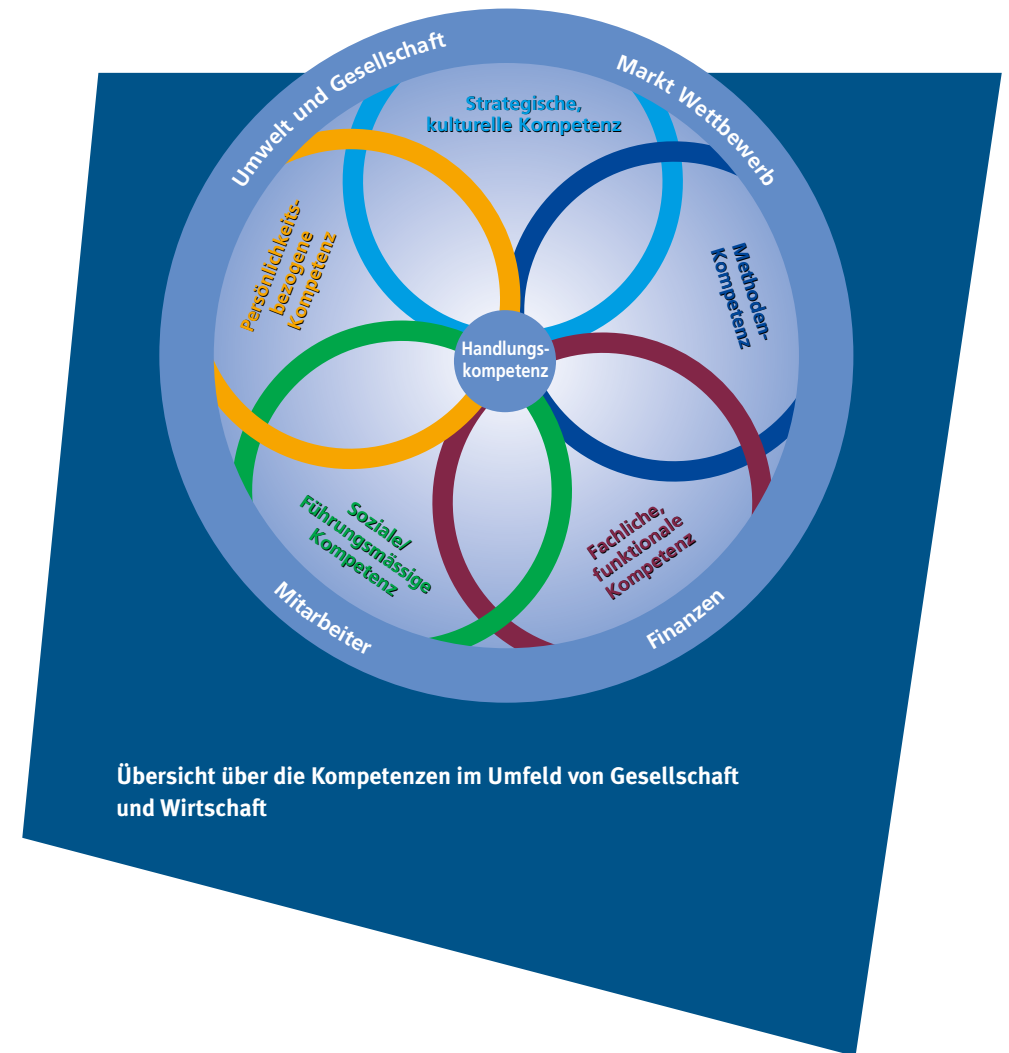 Umwelt und Gesellschaft
Markt Wettbewerb
Strategische,
kulturelle Kompetenz
Persönlichkeits-
bezogene
Kompetenz
Methoden-
Kompetenz
Handlungs-
kompetenz
Soziale/
Führungsmässige
Kompetenz
Fachliche,
funktionale
Kompetenz
Mitarbeiter
Finanzen
Übersicht über die Kompetenzen im Umfeld von Gesellschaft
und Wirtschaft